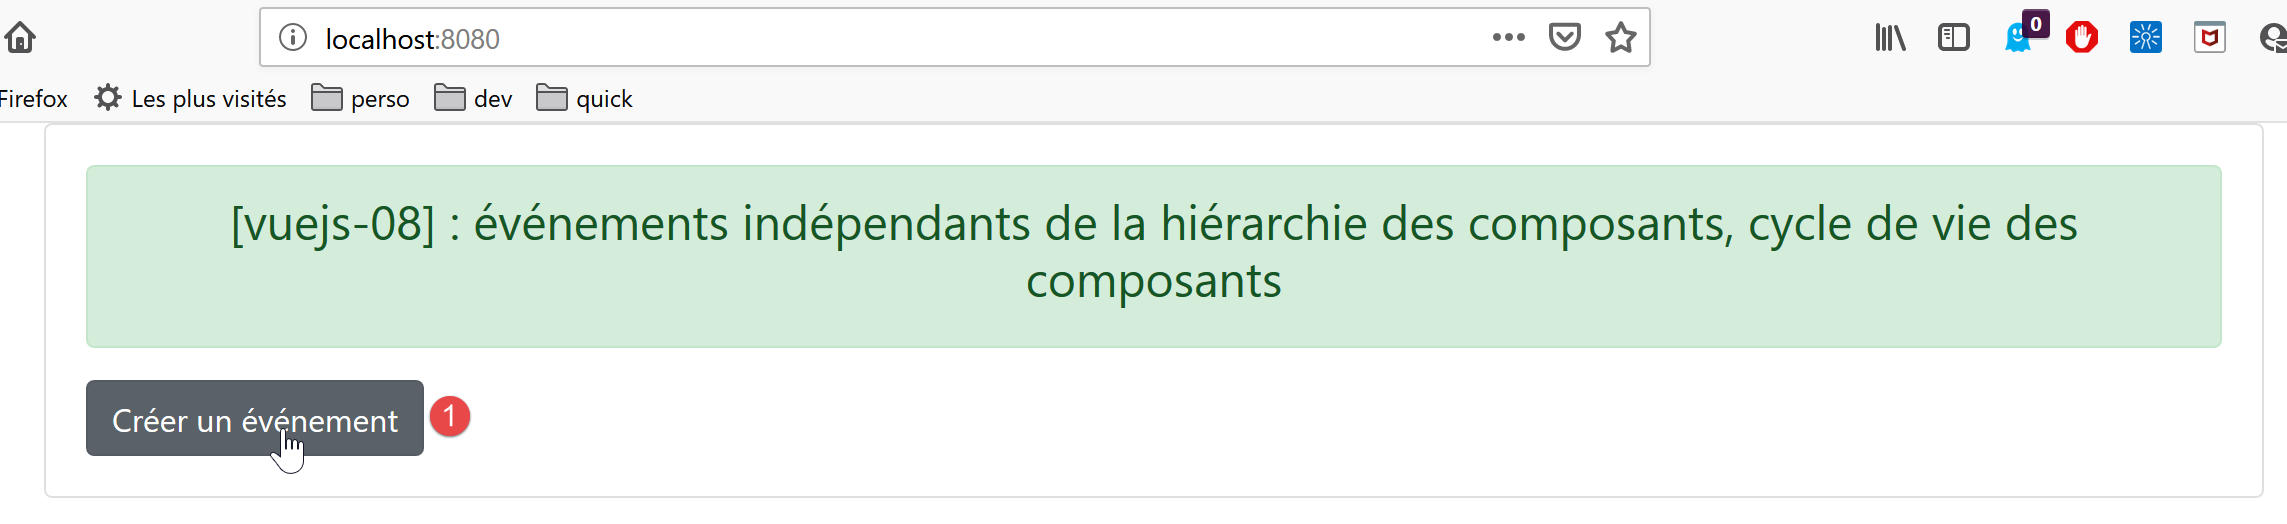 localhost:8080
0
Firefox Les plus visités perso dev quick
[vuejs-08] : événements indépendants de la hiérarchie des composants, cycle de vie des
composants
Créer un événement 1